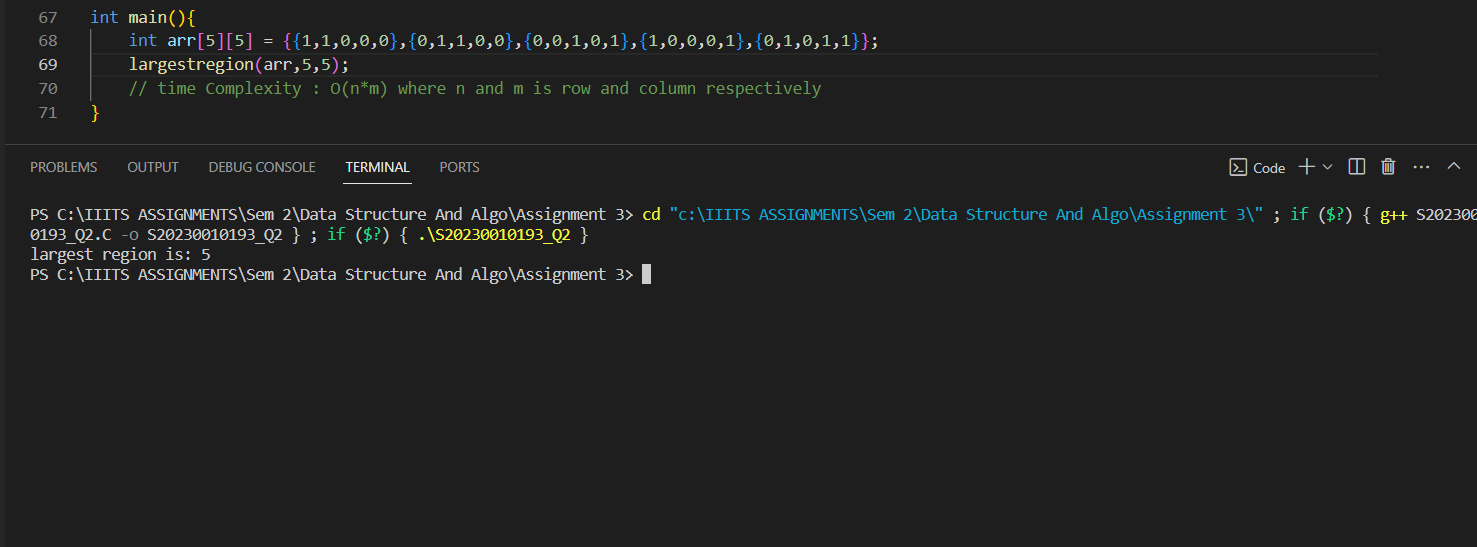 67 int main(){
68     int arr[5][5] = {{1,1,0,0,0},{0,1,1,0,0},{0,0,1,0,1},{1,0,0,0,1},{0,1,0,1,1}};
69     largestregion(arr,5,5);
70     // time Complexity : O(n*m) where n and m is row and column respectively
71 }
PROBLEMS OUTPUT DEBUG CONSOLE TERMINAL PORTS Code
PS C:\IIITS ASSIGNMENTS\Sem 2\Data Structure And Algo\Assignment 3> cd "c:\IIITS ASSIGNMENTS\Sem 2\Data Structure And Algo\Assignment 3\" ; if ($?) { g++ S202300
0193_Q2.C -o S20230010193_Q2 } ; if ($?) { .\S20230010193_Q2 }
largest region is: 5
PS C:\IIITS ASSIGNMENTS\Sem 2\Data Structure And Algo\Assignment 3>